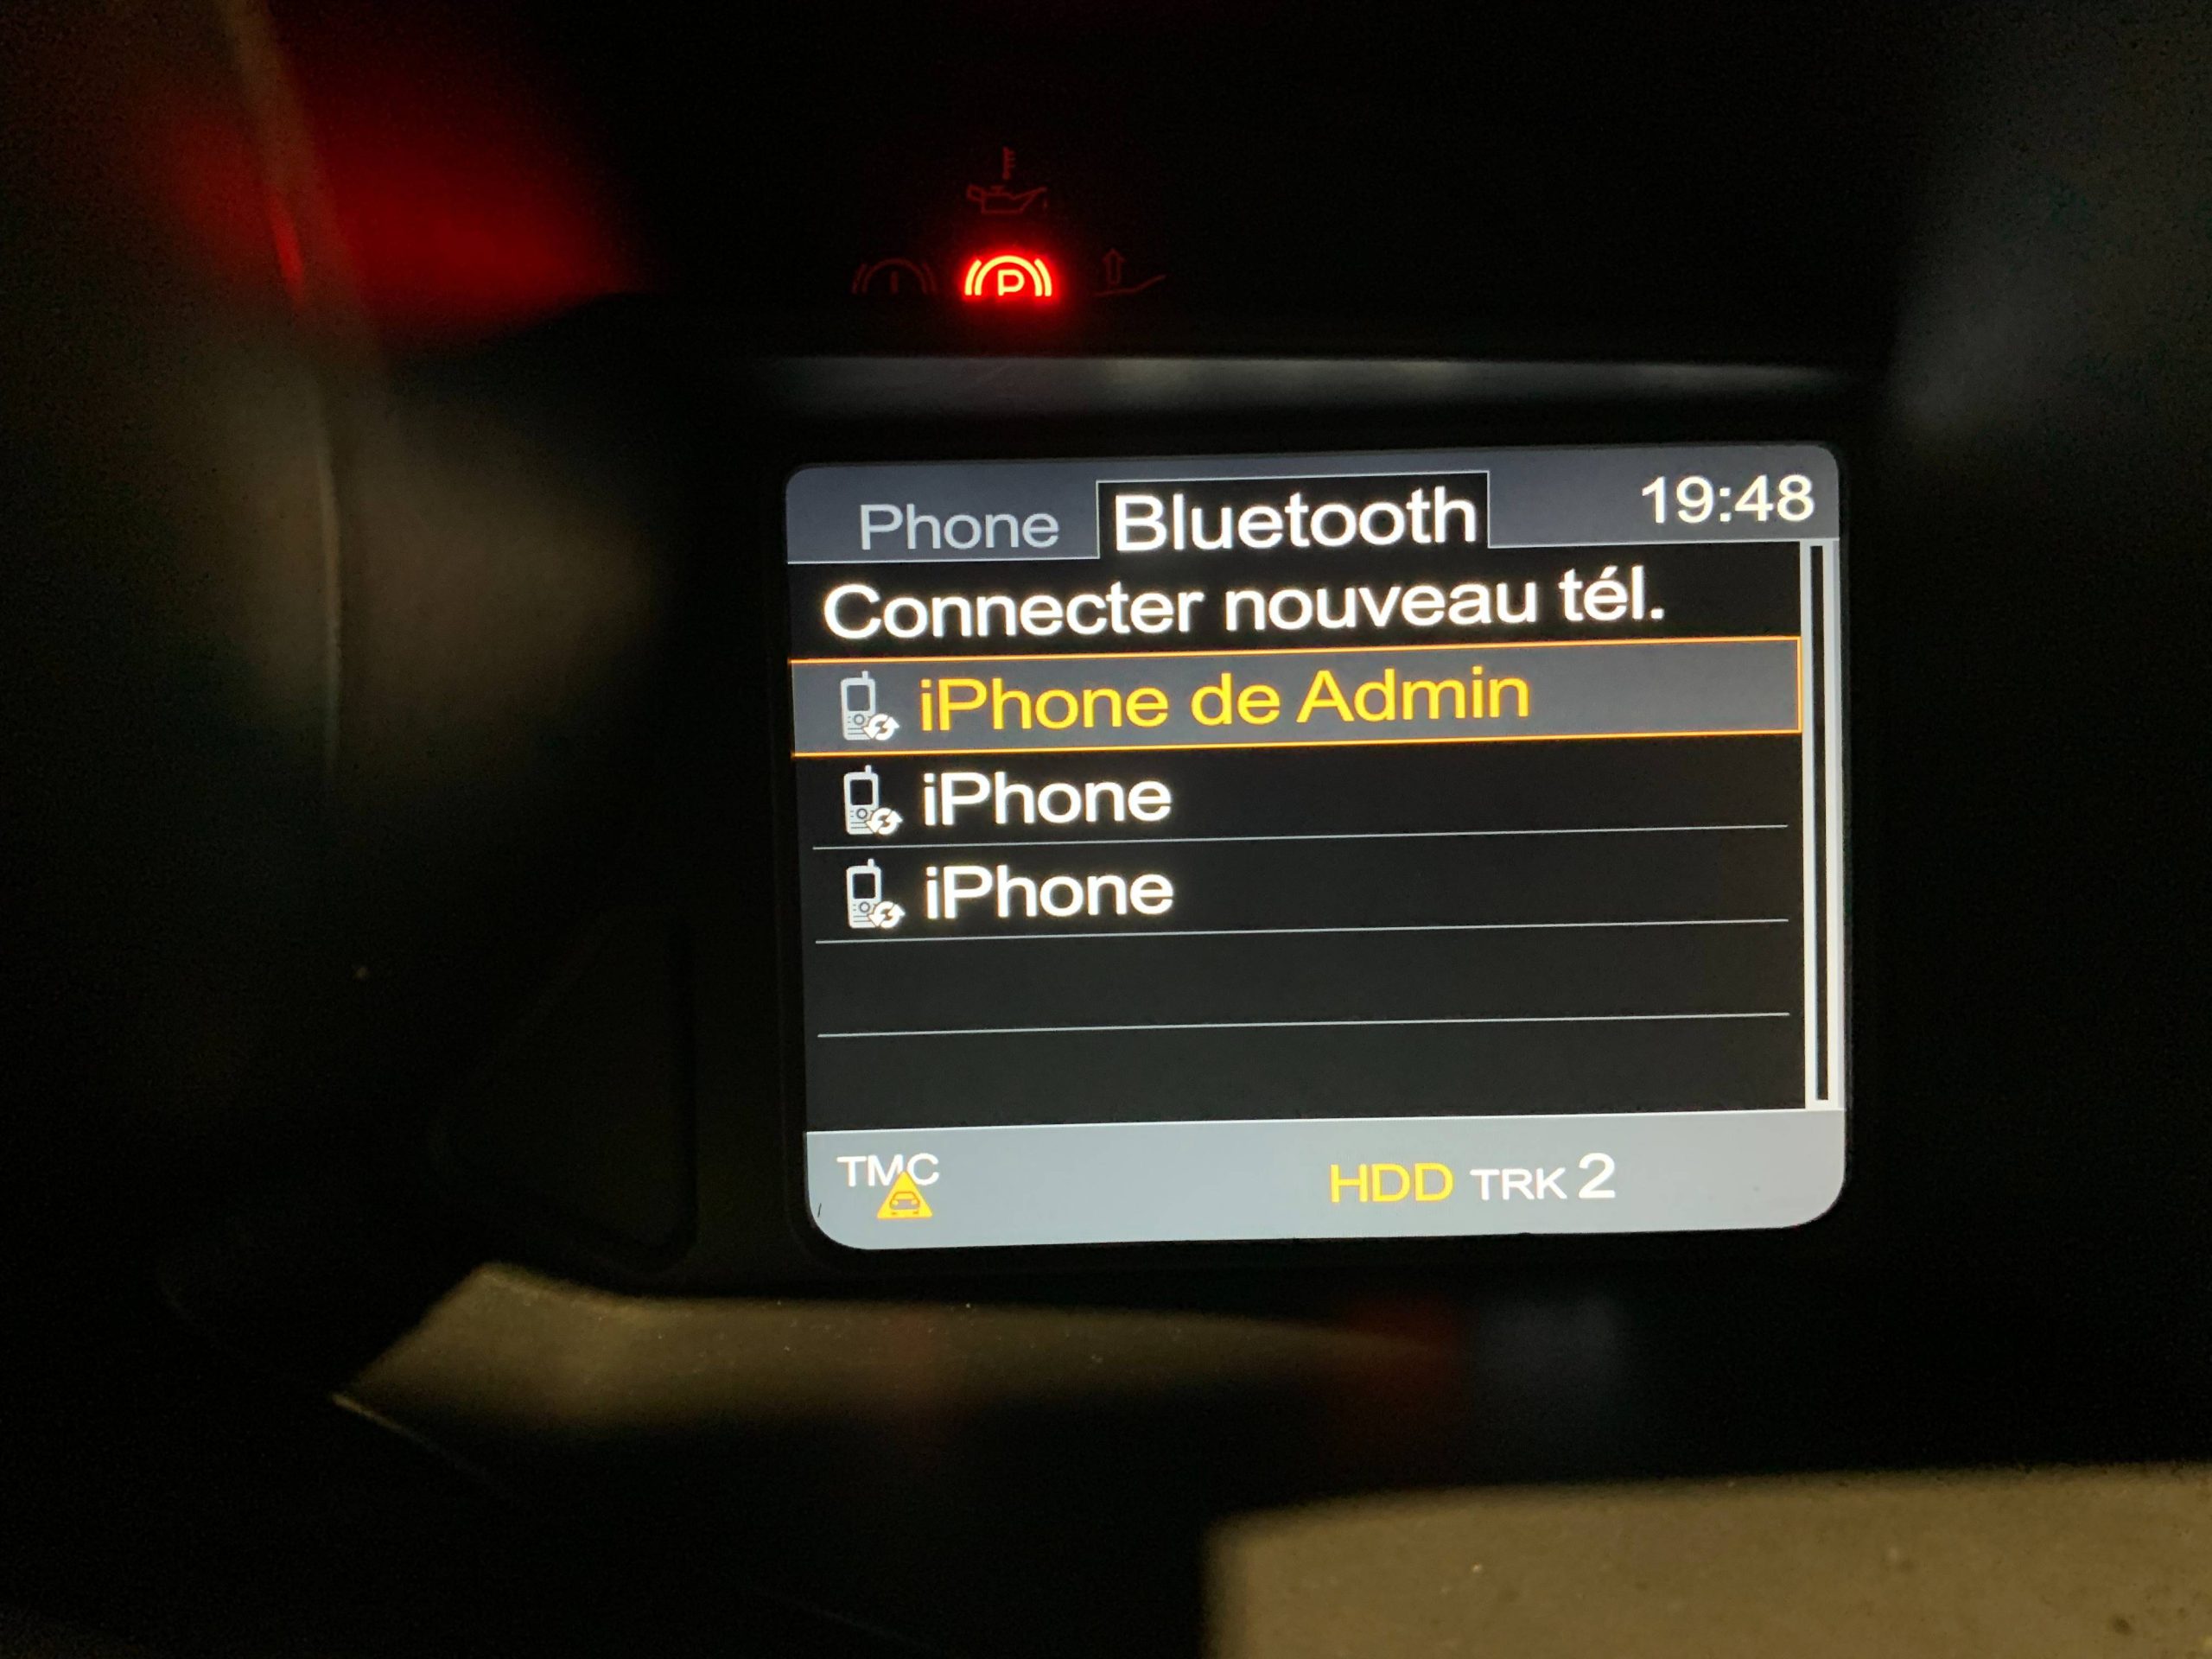 P
Phone Bluetooth 19:48
Connecter nouveau tél.
iPhone de Admin
iPhone
iPhone
TMC HDD TRK 2